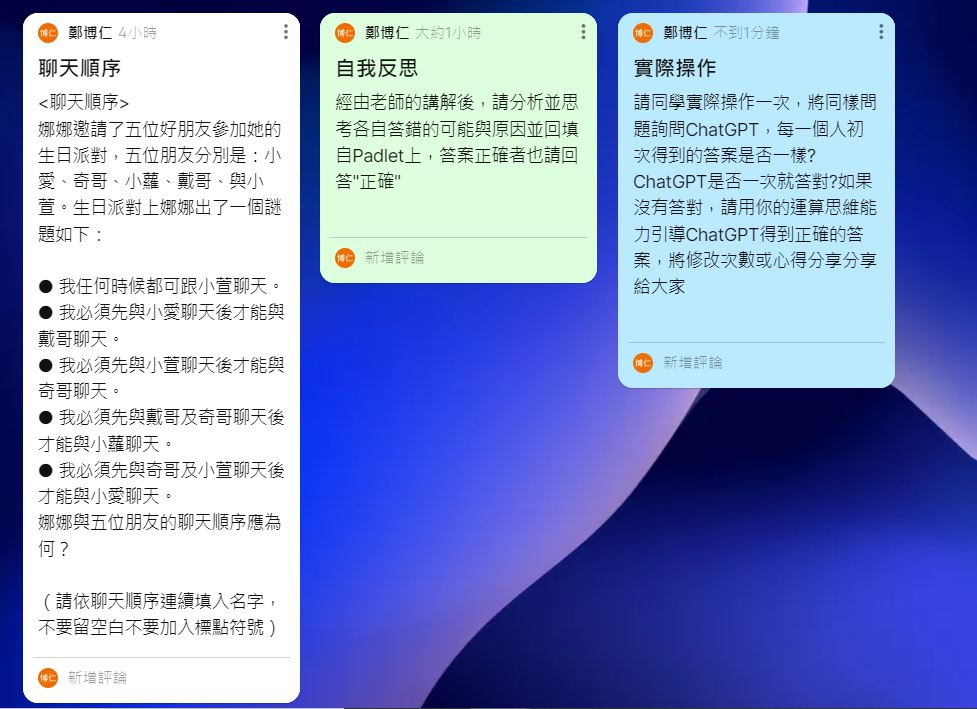 博仁 鄭博仁 4小時
聊天順序
<聊天順序>
娜娜邀請了五位好朋友參加她的
生日派對，五位朋友分別是：小
愛、奇哥、小蘿、戴哥、與小
萱。生日派對上娜娜出了一個謎
題如下：
● 我任何時候都可跟小萱聊天。
● 我必須先與小愛聊天後才能與
戴哥聊天。
● 我必須先與小萱聊天後才能與
奇哥聊天。
● 我必須先與戴哥及奇哥聊天後
才能與小蘿聊天。
● 我必須先與奇哥及小萱聊天後
才能與小愛聊天。
娜娜與五位朋友的聊天順序應為
何？
（請依聊天順序連續填入名字，
不要留空白不要加入標點符號）
博仁 新增評論
博仁 鄭博仁 大約1小時
自我反思
經由老師的講解後，請分析並思
考各自答錯的可能與原因並回填
自Padlet上，答案正確者也請回
答"正確"
博仁 新增評論
博仁 鄭博仁 不到1分鐘
實際操作
請同學實際操作一次，將同樣問
題詢問ChatGPT，每一個人初
次得到的答案是否一樣?
ChatGPT是否一次就答對?如果
沒有答對，請用你的運算思維能
力引導ChatGPT得到正確的答
案，將修改次數或心得分享分享
給大家
博仁 新增評論